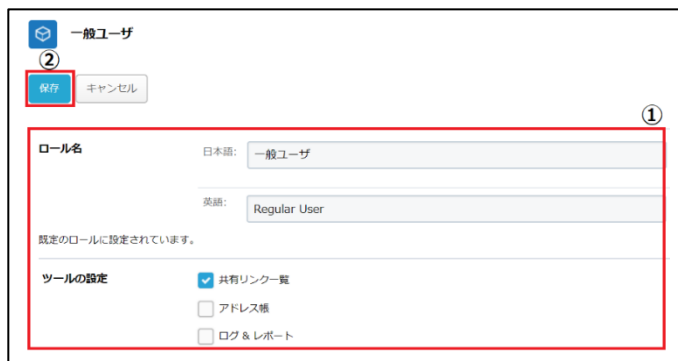 一般ユーザ
②
保存 キャンセル
①
ロール名 日本語: 一般ユーザ
英語: Regular User
既定のロールに設定されています。
ツールの設定 共有リンク一覧
アドレス帳
ログ & レポート